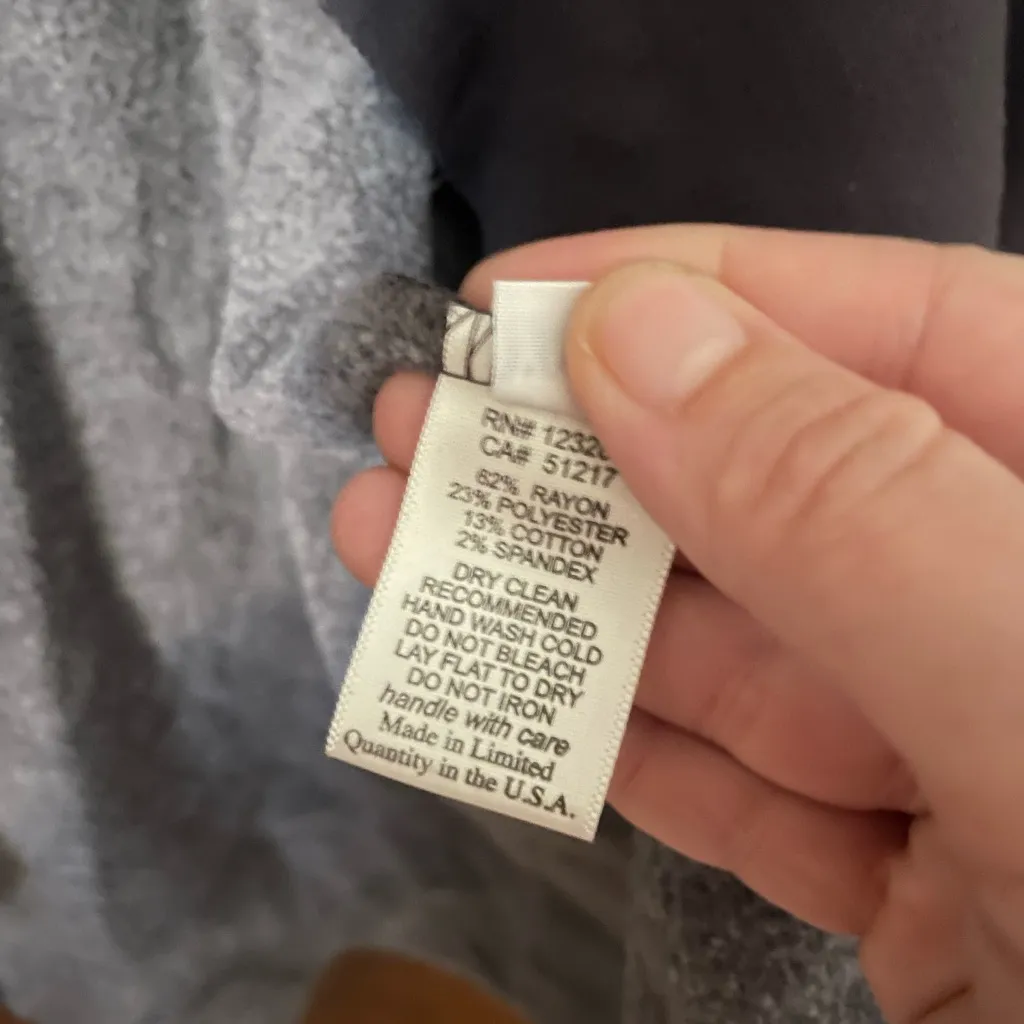 RN# 1232
CA# 51217
62% RAYON
23% POLYESTER
13% COTTON
2% SPANDEX
DRY CLEAN
RECOMMENDED
HAND WASH COLD
DO NOT BLEACH
LAY FLAT TO DRY
DO NOT IRON
handle with care
Made in Limited
Quantity in the U.S.A.